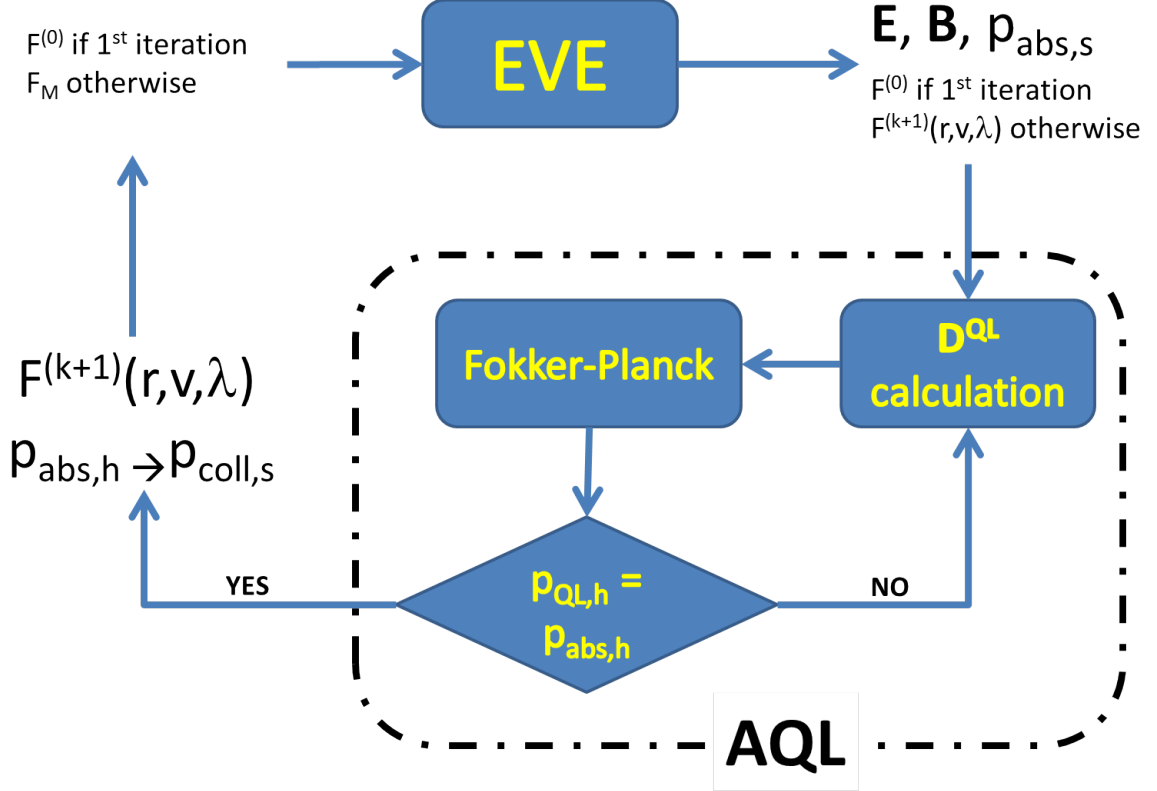 F(0) if 1st iteration
FM otherwise
EVE
E, B, pabs,s
F(0) if 1st iteration
F(k+1)(r,v,λ) otherwise
Fokker-Planck
DQL
calculation
F(k+1)(r,v,λ)
pabs,h → pcoll,s
pQL,h =
pabs,h
YES
NO
AQL